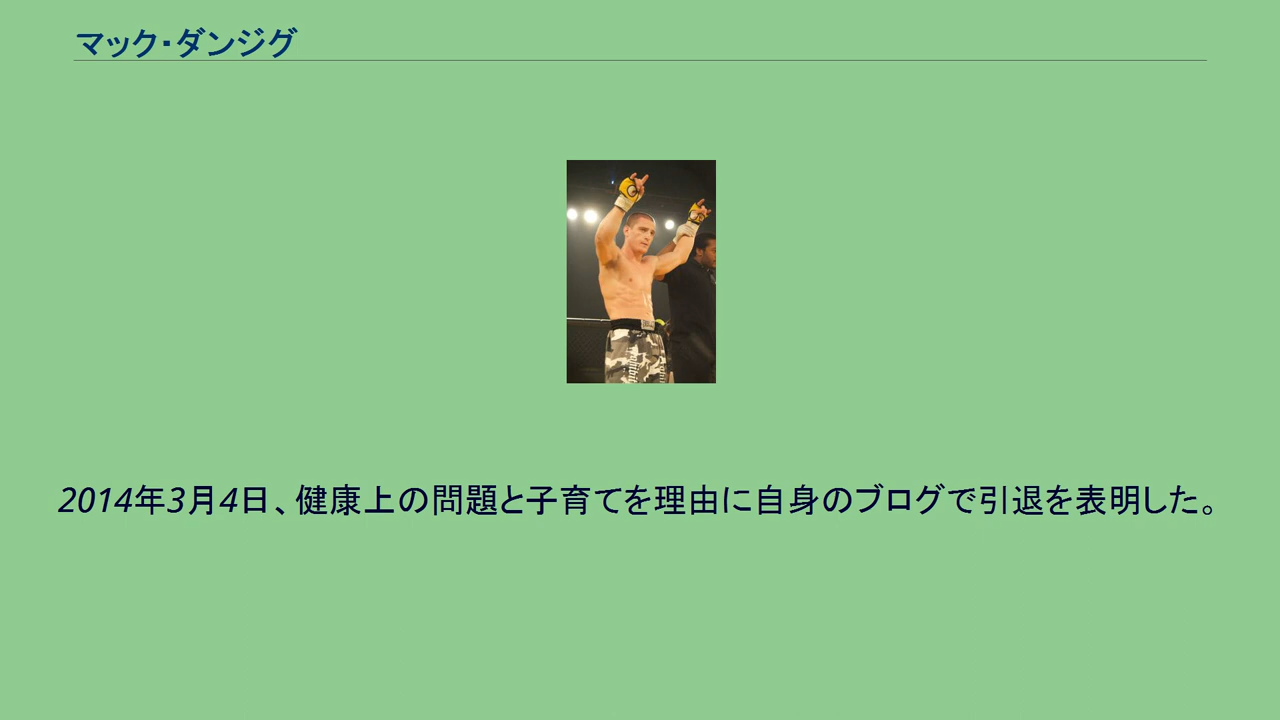 マック・ダンジグ
2014年3月4日、健康上の問題と子育てを理由に自身のブログで引退を表明した。